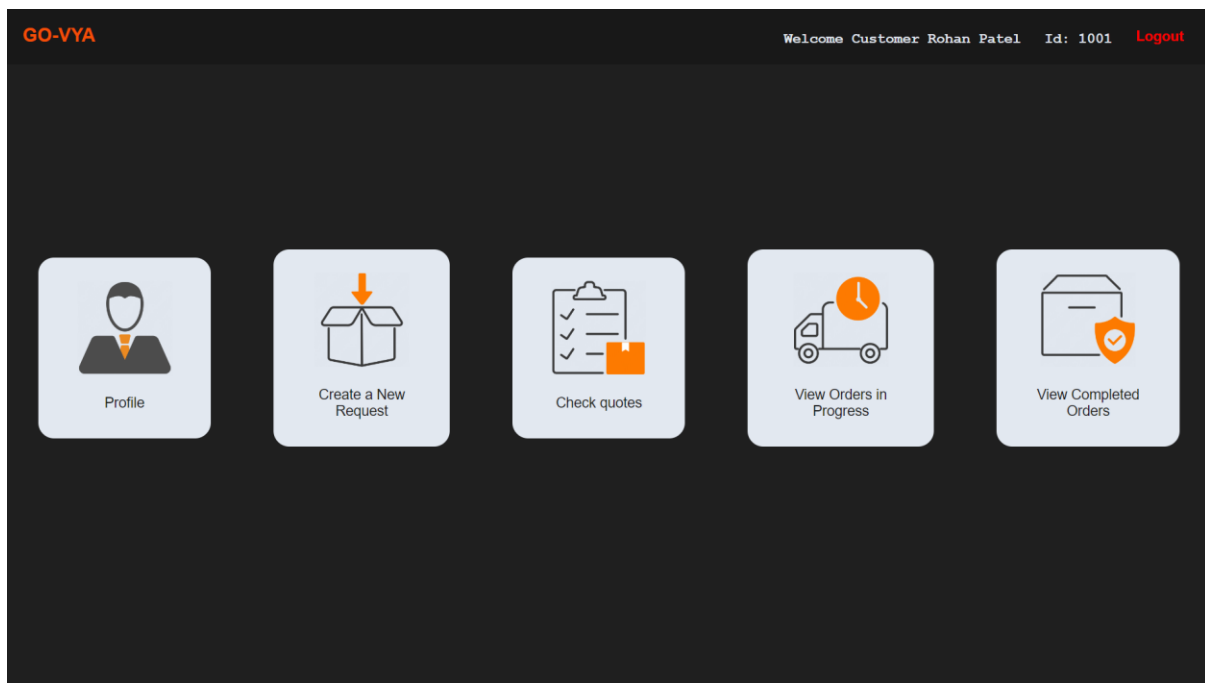 GO-VYA
Welcome Customer Rohan Patel Id: 1001 Logout
Profile
Create a New
Request
Check quotes
View Orders in
Progress
View Completed
Orders